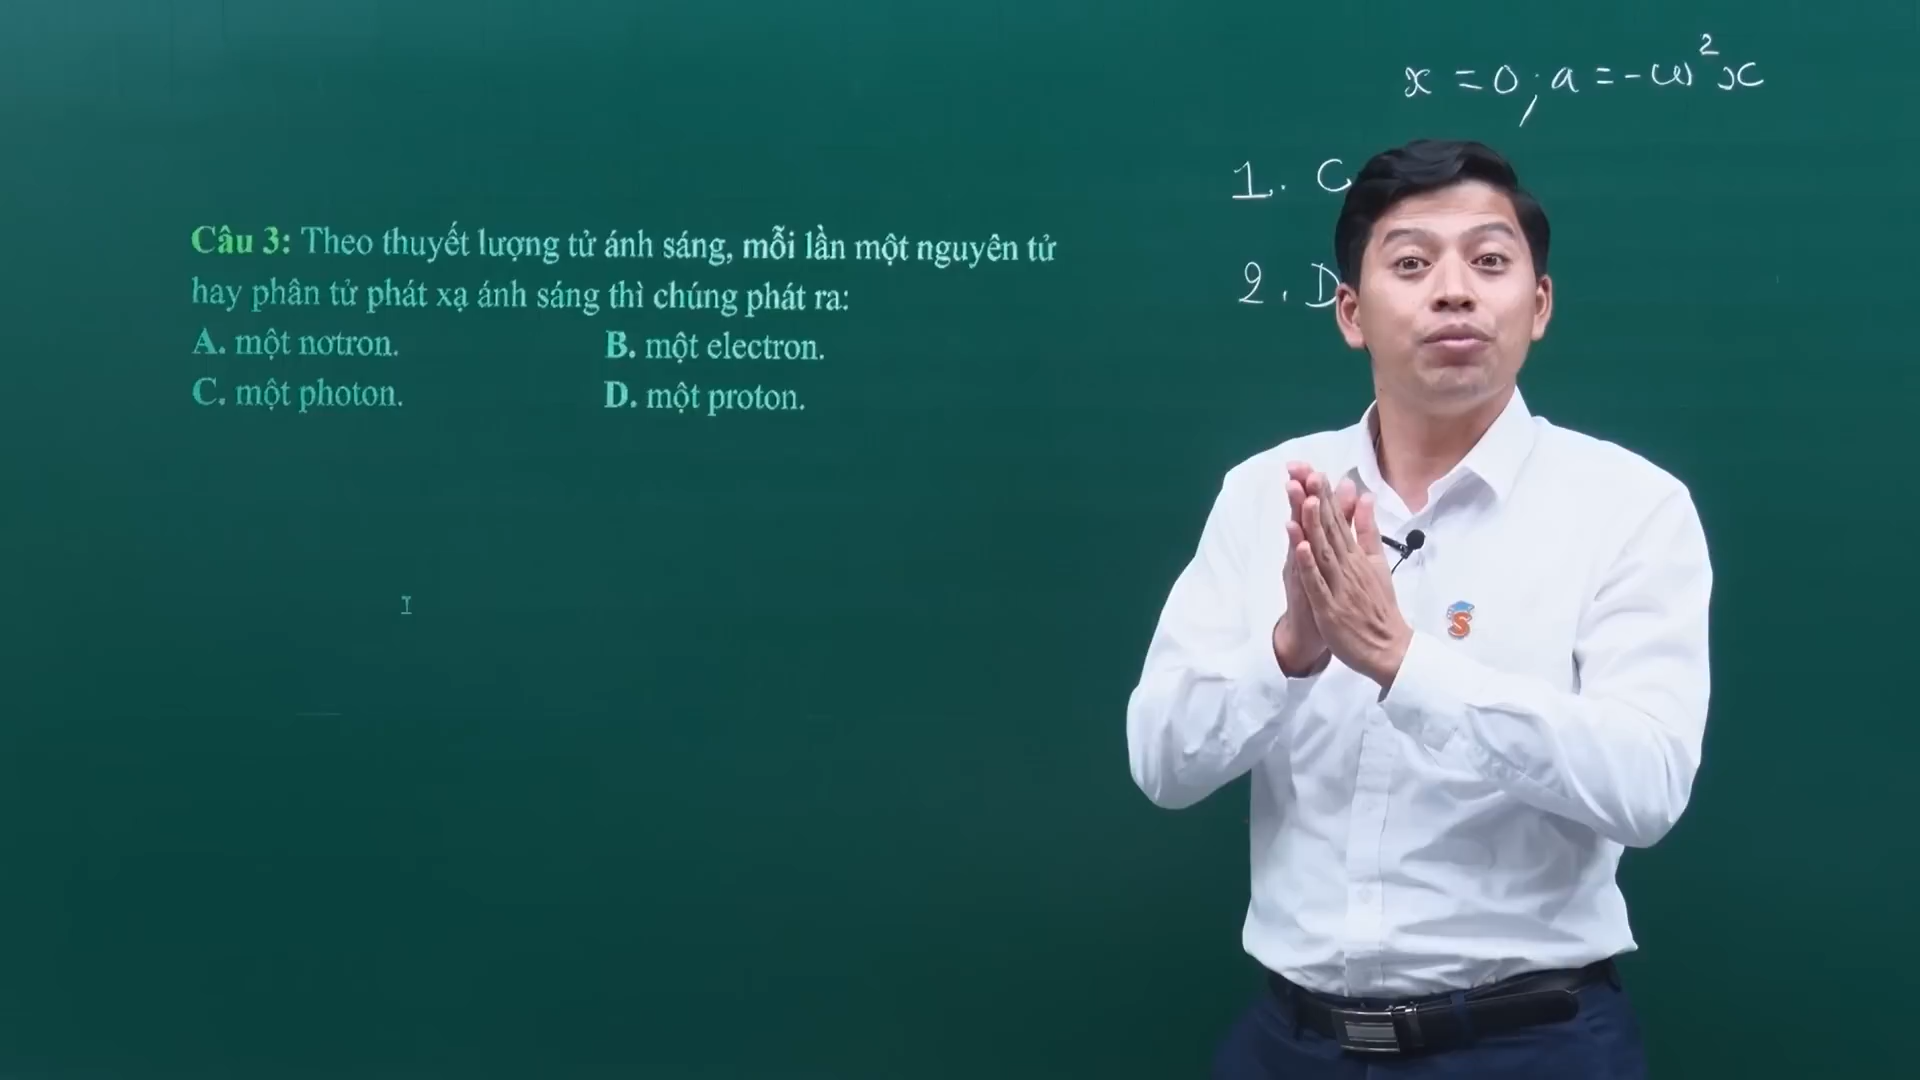 x = 0; a = -ω²x
1. C
2. D
Câu 3: Theo thuyết lượng tử ánh sáng, mỗi lần một nguyên tử
hay phân tử phát xạ ánh sáng thì chúng phát ra:
A. một nơtron. B. một electron.
C. một photon. D. một proton.
S